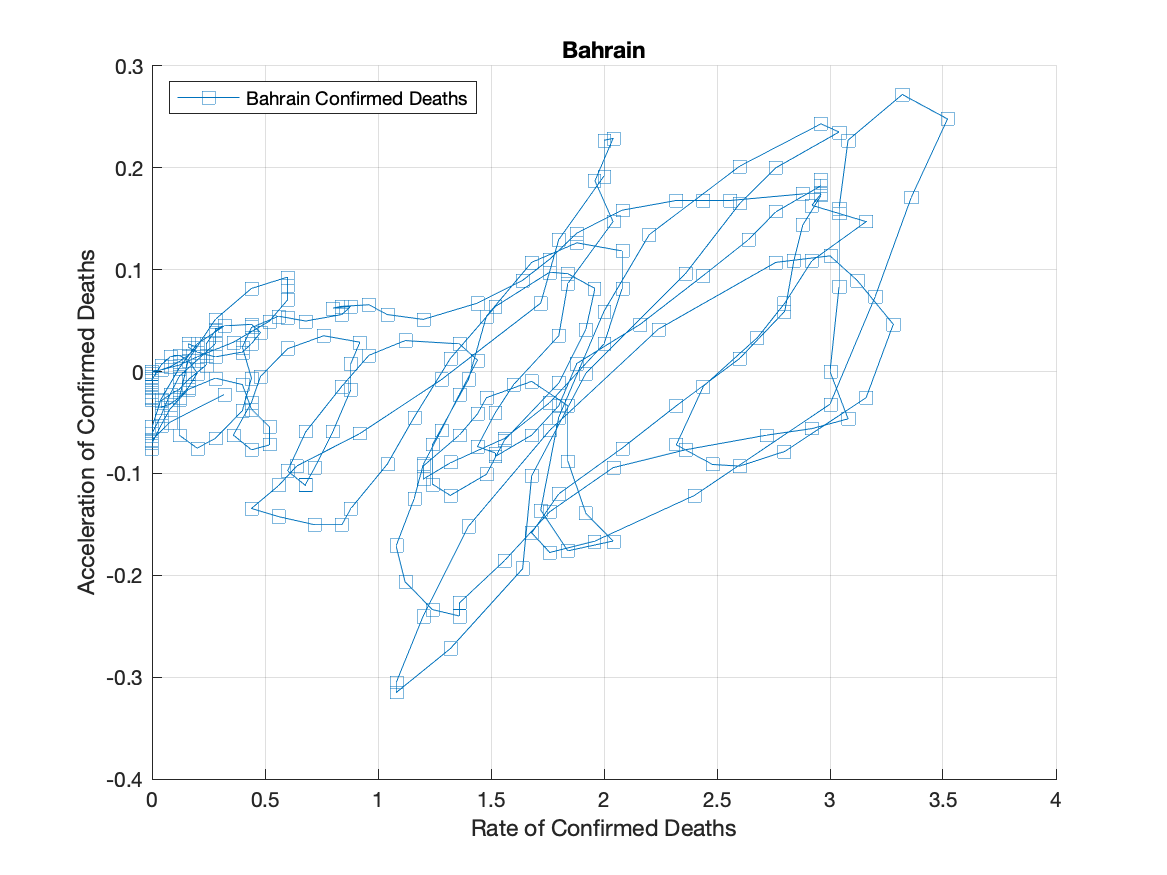 Bahrain
0.3
Bahrain Confirmed Deaths
0.2
0.1
0
-0.1
-0.2
-0.3
-0.4
Acceleration of Confirmed Deaths
0 0.5 1 1.5 2 2.5 3 3.5 4
Rate of Confirmed Deaths